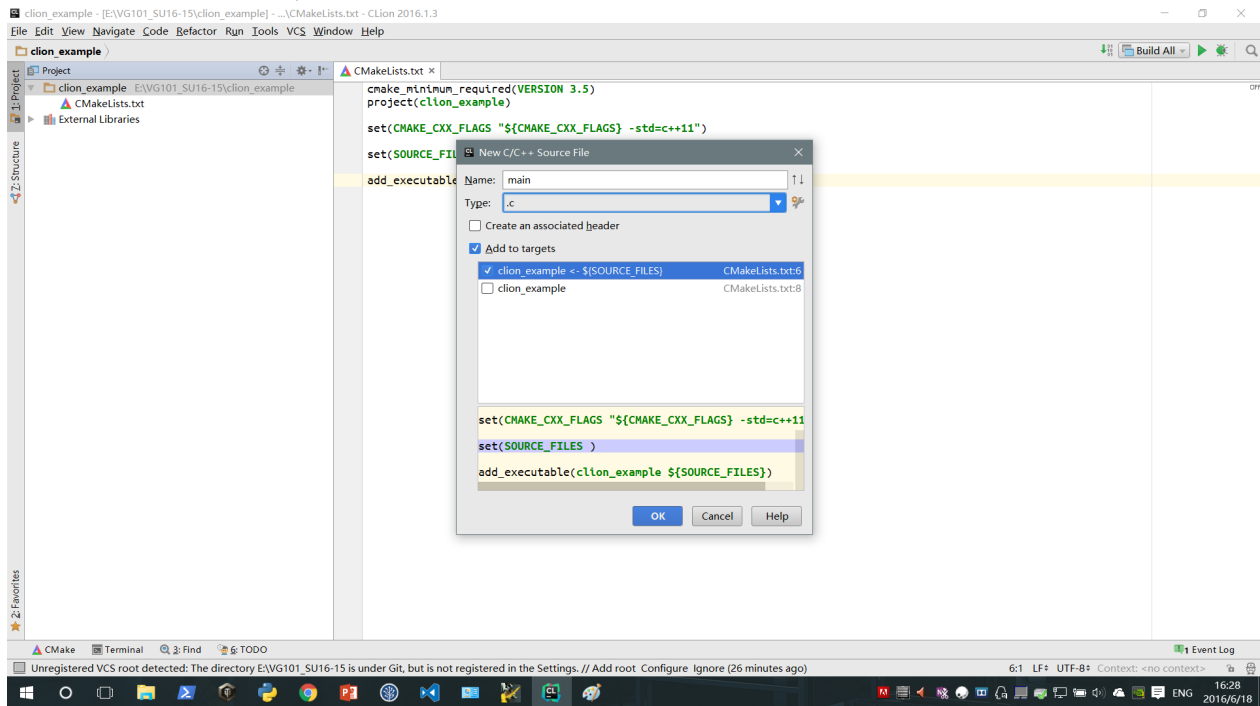 clion_example - [E:\VG101_SU16-15\clion_example] - ...\CMakeLists.txt - CLion 2016.1.3
File Edit View Navigate Code Refactor Run Tools VCS Window Help
clion_example
Build All
1: Project
Project
CMakeLists.txt ×
clion_example E:\VG101_SU16-15\clion_example
CMakeLists.txt
External Libraries
Z: Structure
2: Favorites
cmake_minimum_required(VERSION 3.5)
project(clion_example)
set(CMAKE_CXX_FLAGS "${CMAKE_CXX_FLAGS} -std=c++11")
set(SOURCE_FIL
add_executable
New C/C++ Source File
Name: main
Type: .c
Create an associated header
Add to targets
clion_example <- ${SOURCE_FILES} CMakeLists.txt:6
clion_example CMakeLists.txt:8
set(CMAKE_CXX_FLAGS "${CMAKE_CXX_FLAGS} -std=c++11
set(SOURCE_FILES )
add_executable(clion_example ${SOURCE_FILES})
OK Cancel Help
CMake Terminal 3: Find 6: TODO 1 Event Log
Unregistered VCS root detected: The directory E:\VG101_SU16-15 is under Git, but is not registered in the Settings. // Add root Configure Ignore (26 minutes ago) 6:1 LF÷ UTF-8÷ Context: <no context>
ENG 16:28
2016/6/18